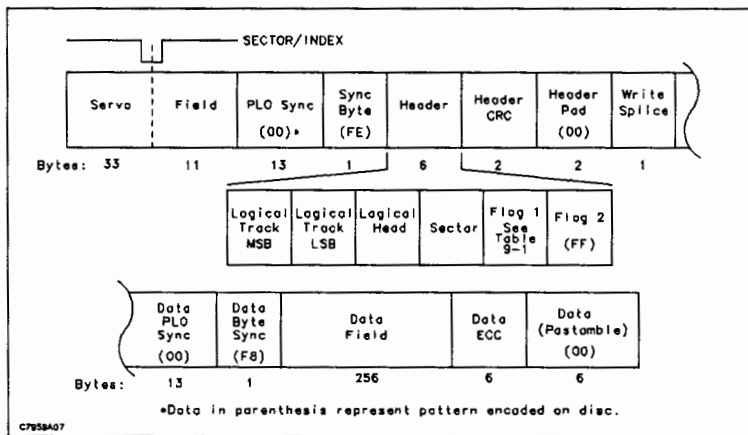 SECTOR/INDEX
Servo
Field
PLO Sync
(00)*
Sync
Byte
(FE)
Header
Header
CRC
Header
Pad
(00)
Write
Splice
Bytes: 33 11 13 1 6 2 2 1
Logical
Track
MSB
Logical
Track
LSB
Logical
Head
Sector
Flag 1
See
Table
9-1
Flag 2
(FF)
Data
PLO
Sync
(00)
Data
Byte
Sync
(F8)
Data
Field
Data
ECC
Data
(Postamble)
(00)
Bytes: 13 1 256 6 6
*Data in parenthesis represent pattern encoded on disc.
C7959A07